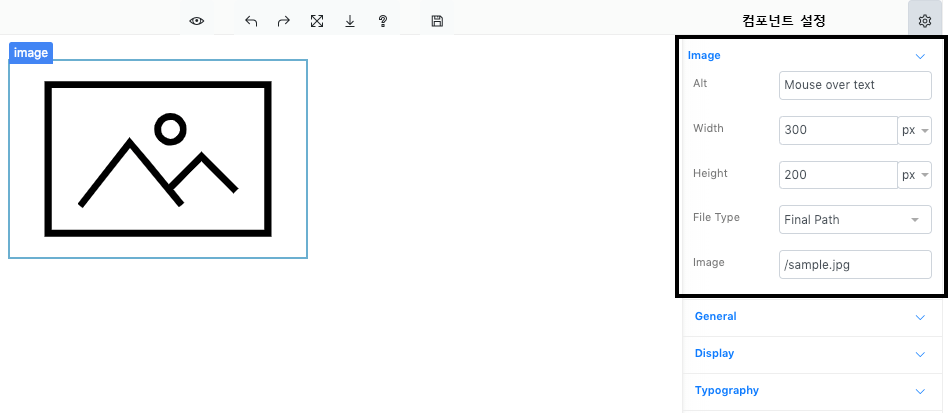 컴포넌트 설정
image
Image
Alt
Mouse over text
Width
300
px
Height
200
px
File Type
Final Path
Image
/sample.jpg
General
Display
Typography